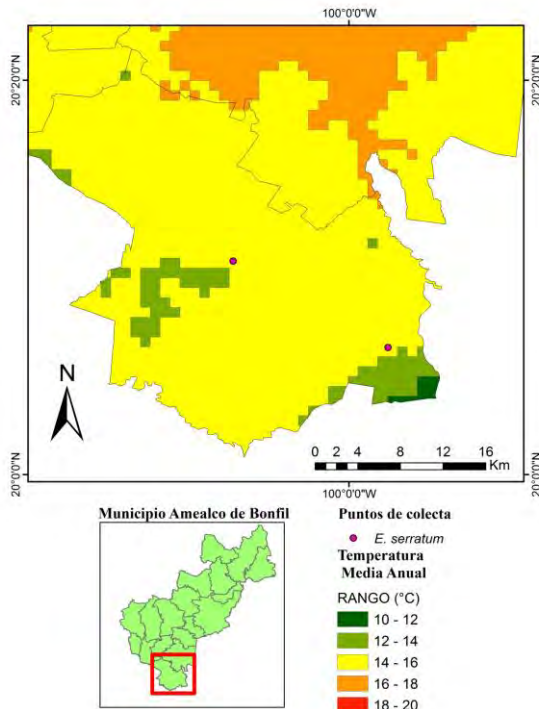 100°0'0"W
20°20'0"N
20°20'0"N
N
0 2 4 8 12 16
Km
20°0'0"N
20°0'0"N
100°0'0"W
Municipio Amealco de Bonfil
Puntos de colecta
E. serratum
Temperatura
Media Anual
RANGO (°C)
10 - 12
12 - 14
14 - 16
16 - 18
18 - 20